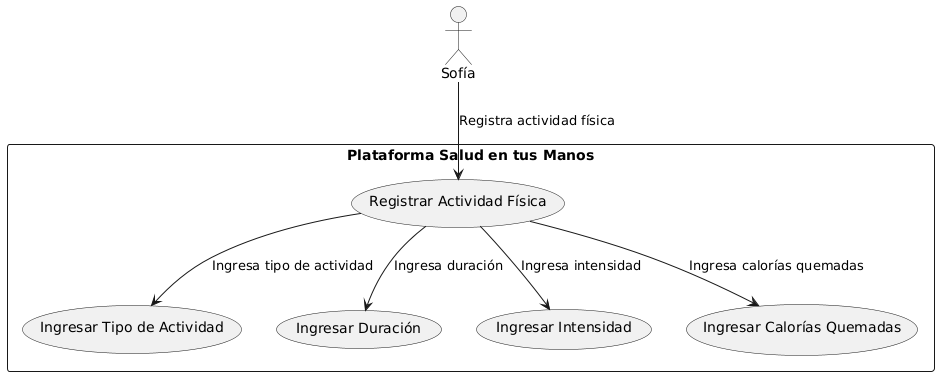 Sofía
Registra actividad física
Plataforma Salud en tus Manos
Registrar Actividad Física
Ingresa tipo de actividad
Ingresa duración
Ingresa intensidad
Ingresa calorías quemadas
Ingresar Tipo de Actividad
Ingresar Duración
Ingresar Intensidad
Ingresar Calorías Quemadas